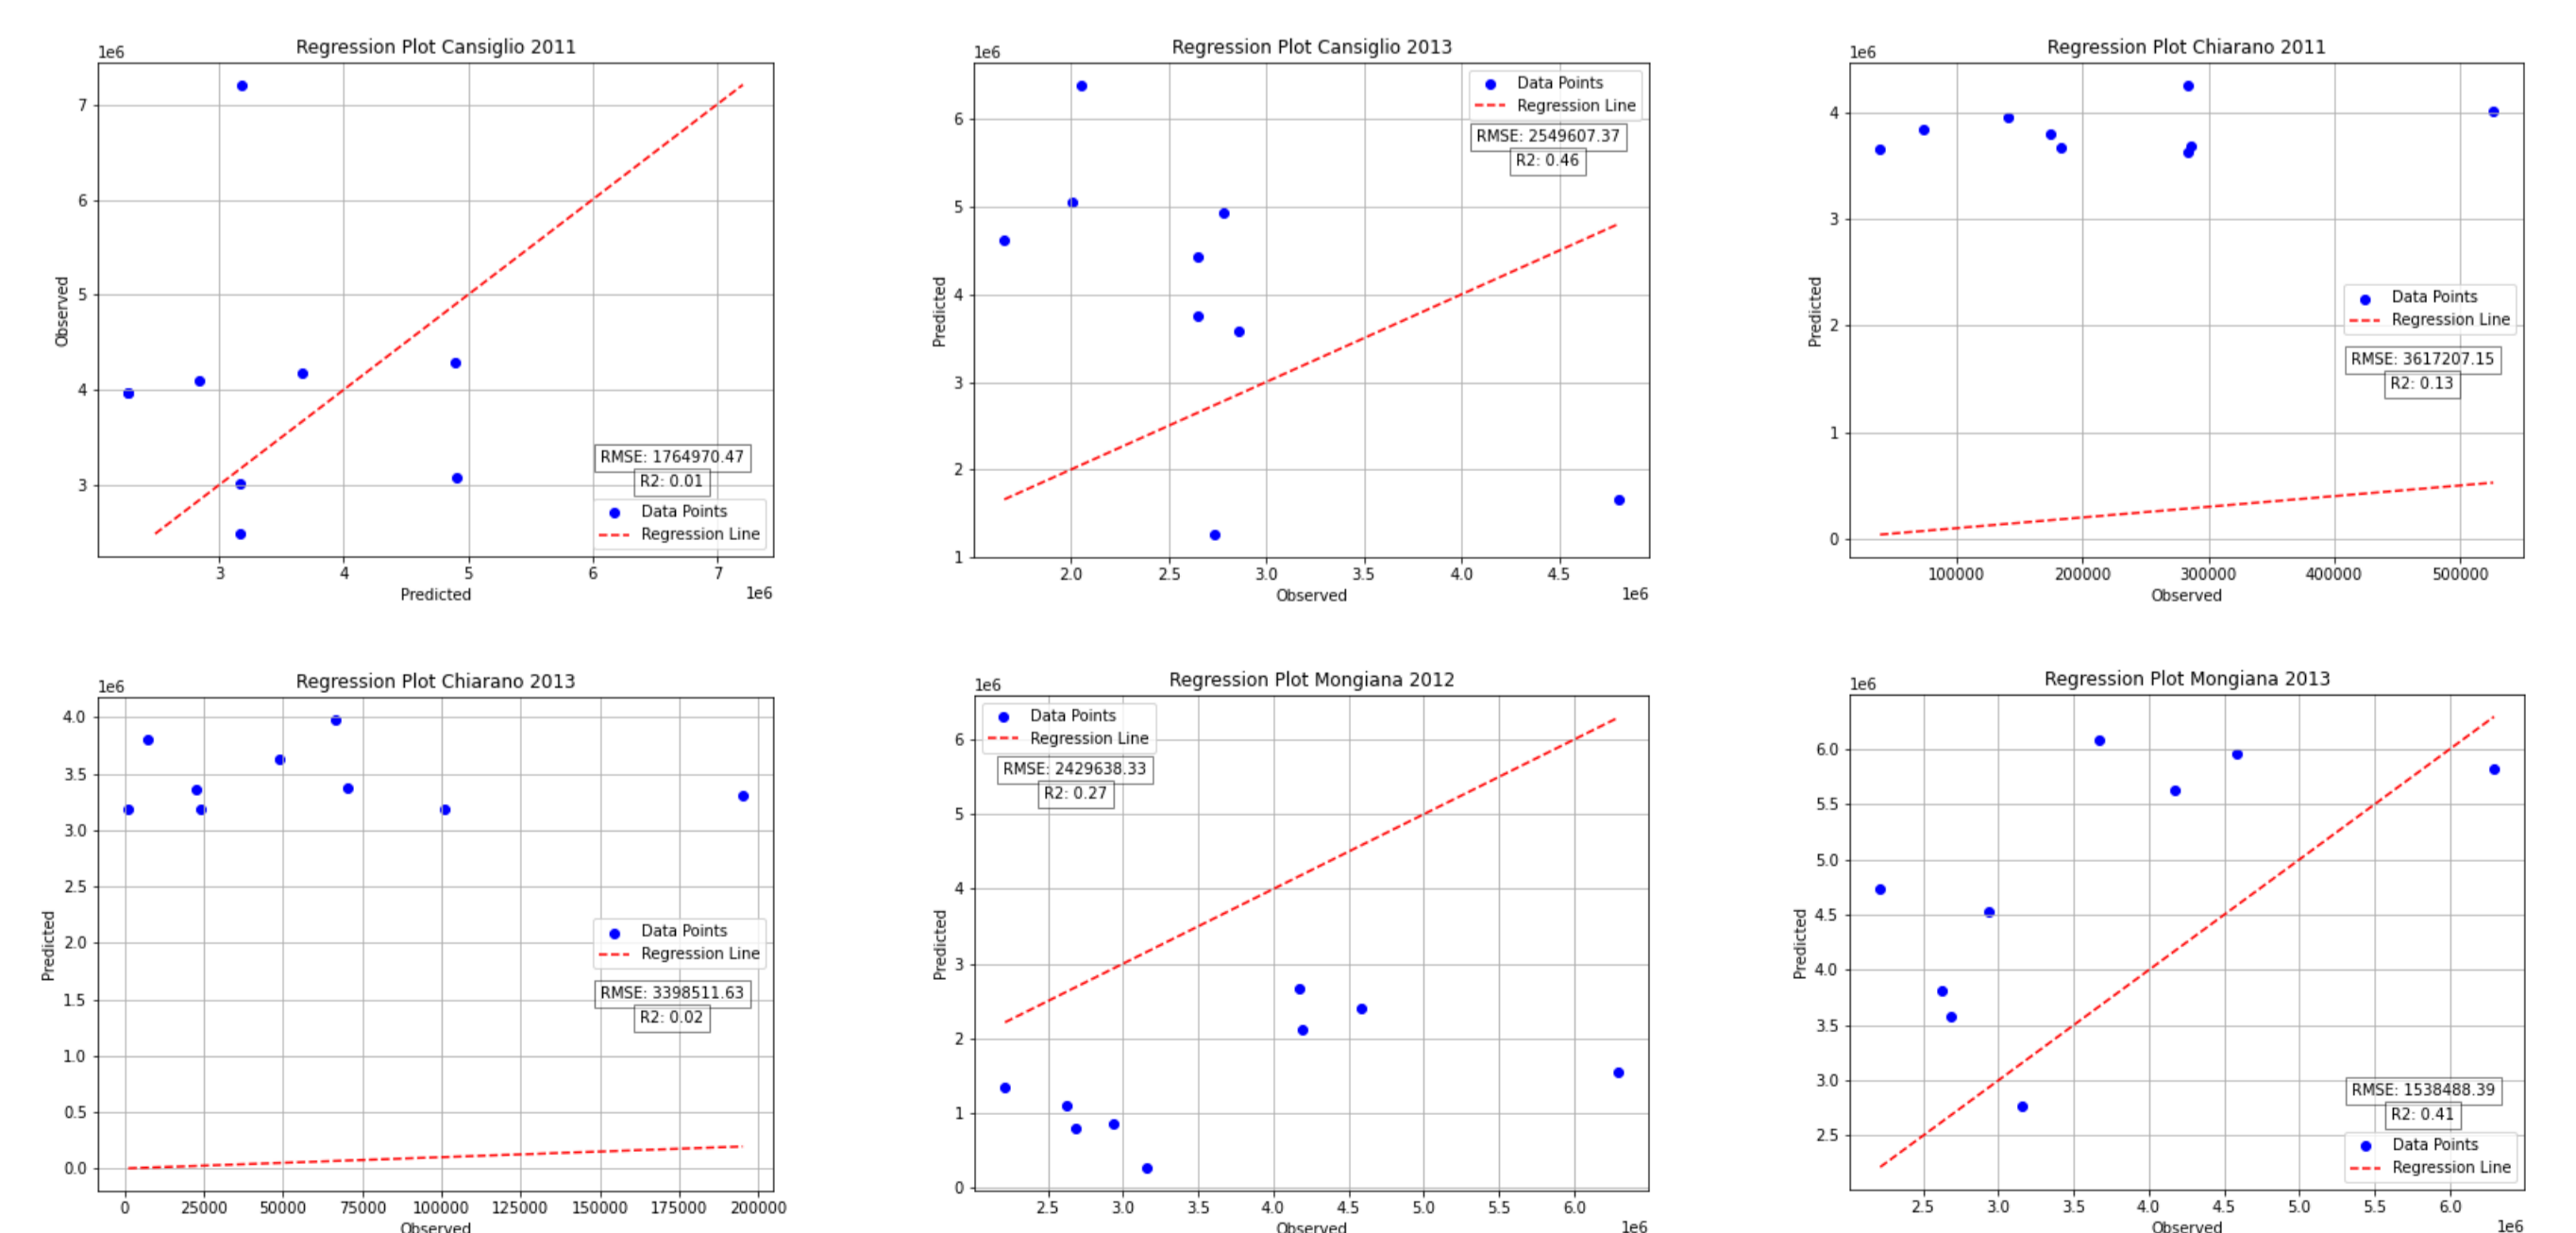 Regression Plot Cansiglio 2011
1e6
7
6
5
4
3
Observed
RMSE: 1764970.47
R2: 0.01
Data Points
Regression Line
3 4 5 6 7
Predicted
1e6
Regression Plot Cansiglio 2013
1e6
Data Points
Regression Line
RMSE: 2549607.37
R2: 0.46
6
5
4
3
2
1
Predicted
2.0 2.5 3.0 3.5 4.0 4.5
Observed
1e6
Regression Plot Chiarano 2011
1e6
4
3
2
1
0
Predicted
Data Points
Regression Line
RMSE: 3617207.15
R2: 0.13
100000 200000 300000 400000 500000
Observed
Regression Plot Chiarano 2013
1e6
4.0
3.5
3.0
2.5
2.0
1.5
1.0
0.5
0.0
Predicted
Data Points
Regression Line
RMSE: 3398511.63
R2: 0.02
0 25000 50000 75000 100000 125000 150000 175000 200000
Observed
Regression Plot Mongiana 2012
1e6
Data Points
Regression Line
RMSE: 2429638.33
R2: 0.27
6
5
4
3
2
1
0
Predicted
2.5 3.0 3.5 4.0 4.5 5.0 5.5 6.0
Observed
1e6
Regression Plot Mongiana 2013
1e6
6.0
5.5
5.0
4.5
4.0
3.5
3.0
2.5
Predicted
RMSE: 1538488.39
R2: 0.41
Data Points
Regression Line
2.5 3.0 3.5 4.0 4.5 5.0 5.5 6.0
Observed
1e6